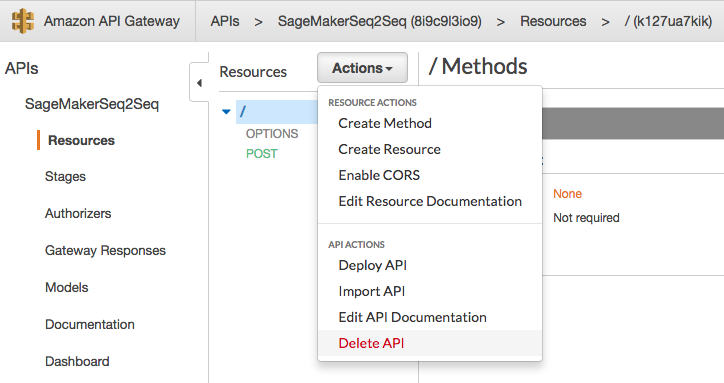 Amazon API Gateway APIs > SageMakerSeq2Seq (8i9c9l3io9) > Resources > / (k127ua7kik)
APIs
SageMakerSeq2Seq
Resources
Stages
Authorizers
Gateway Responses
Models
Documentation
Dashboard
Resources
Actions
/
OPTIONS
POST
RESOURCE ACTIONS
Create Method
Create Resource
Enable CORS
Edit Resource Documentation
API ACTIONS
Deploy API
Import API
Edit API Documentation
Delete API
/ Methods
None
Not required